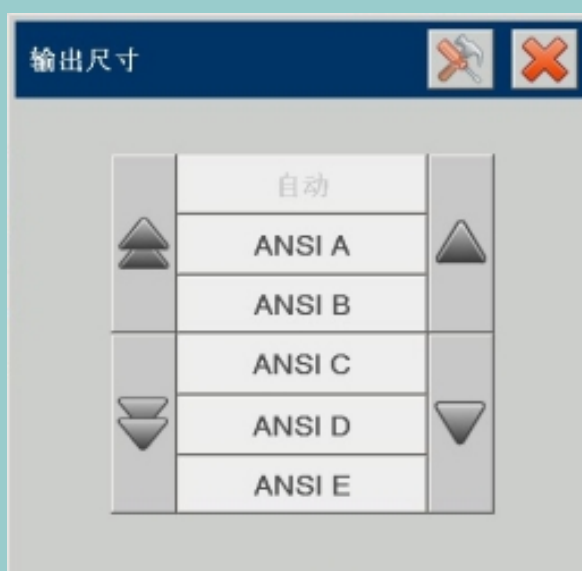 输出尺寸
自动
ANSI A
ANSI B
ANSI C
ANSI D
ANSI E